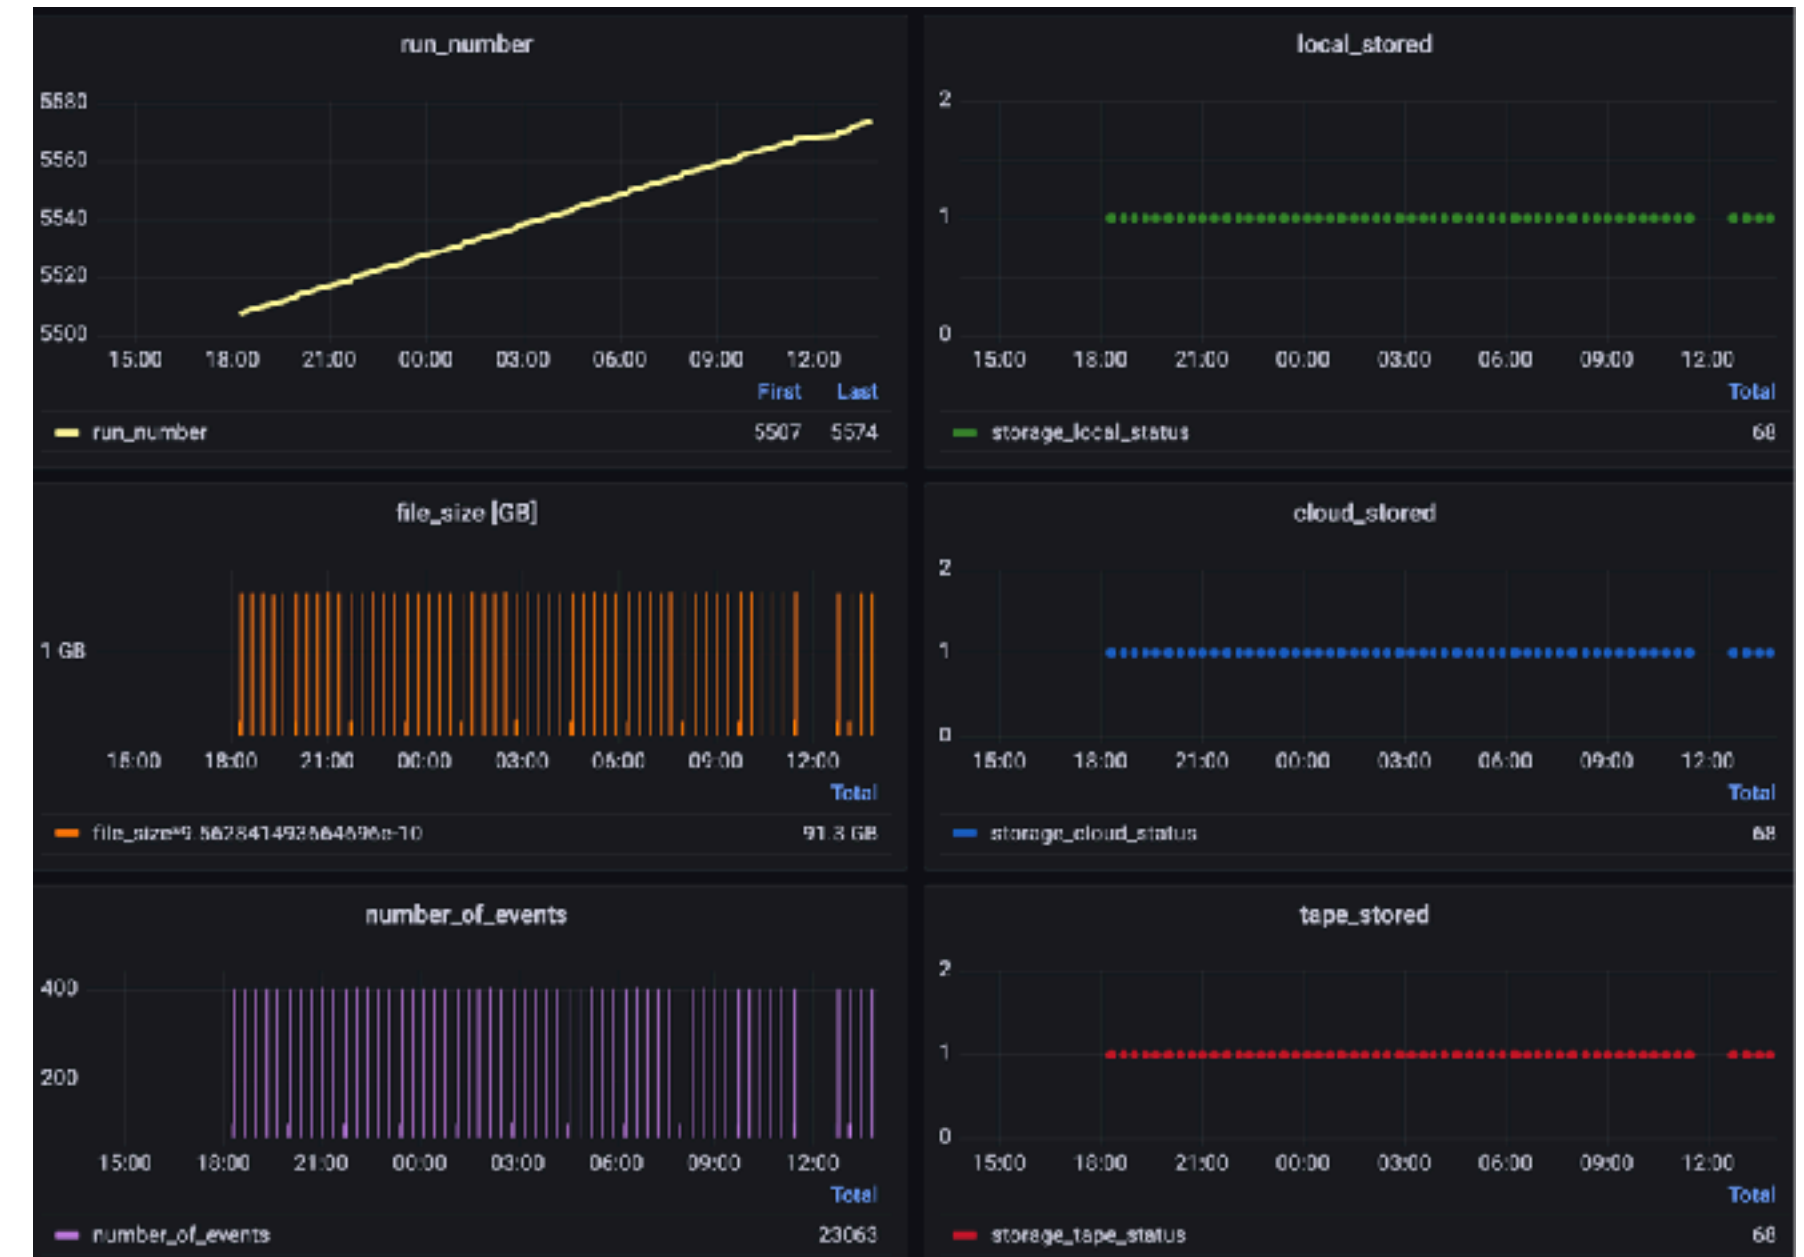 run_number
5580
5560
5540
5520
5500
15:00 18:00 21:00 00:00 03:00 06:00 09:00 12:00
First Last
run_number 5507 5574
local_stored
2
1
0
15:00 18:00 21:00 00:00 03:00 06:00 09:00 12:00
Total
storage_local_status 68
file_size [GB]
1 GB
15:00 18:00 21:00 00:00 03:00 06:00 09:00 12:00
Total
file_size*9.562841493664696e-10 91.3 GB
cloud_stored
2
1
0
15:00 18:00 21:00 00:00 03:00 06:00 09:00 12:00
Total
storage_cloud_status 68
number_of_events
400
200
15:00 18:00 21:00 00:00 03:00 06:00 09:00 12:00
Total
number_of_events 23063
tape_stored
2
1
0
15:00 18:00 21:00 00:00 03:00 06:00 09:00 12:00
Total
storage_tape_status 68